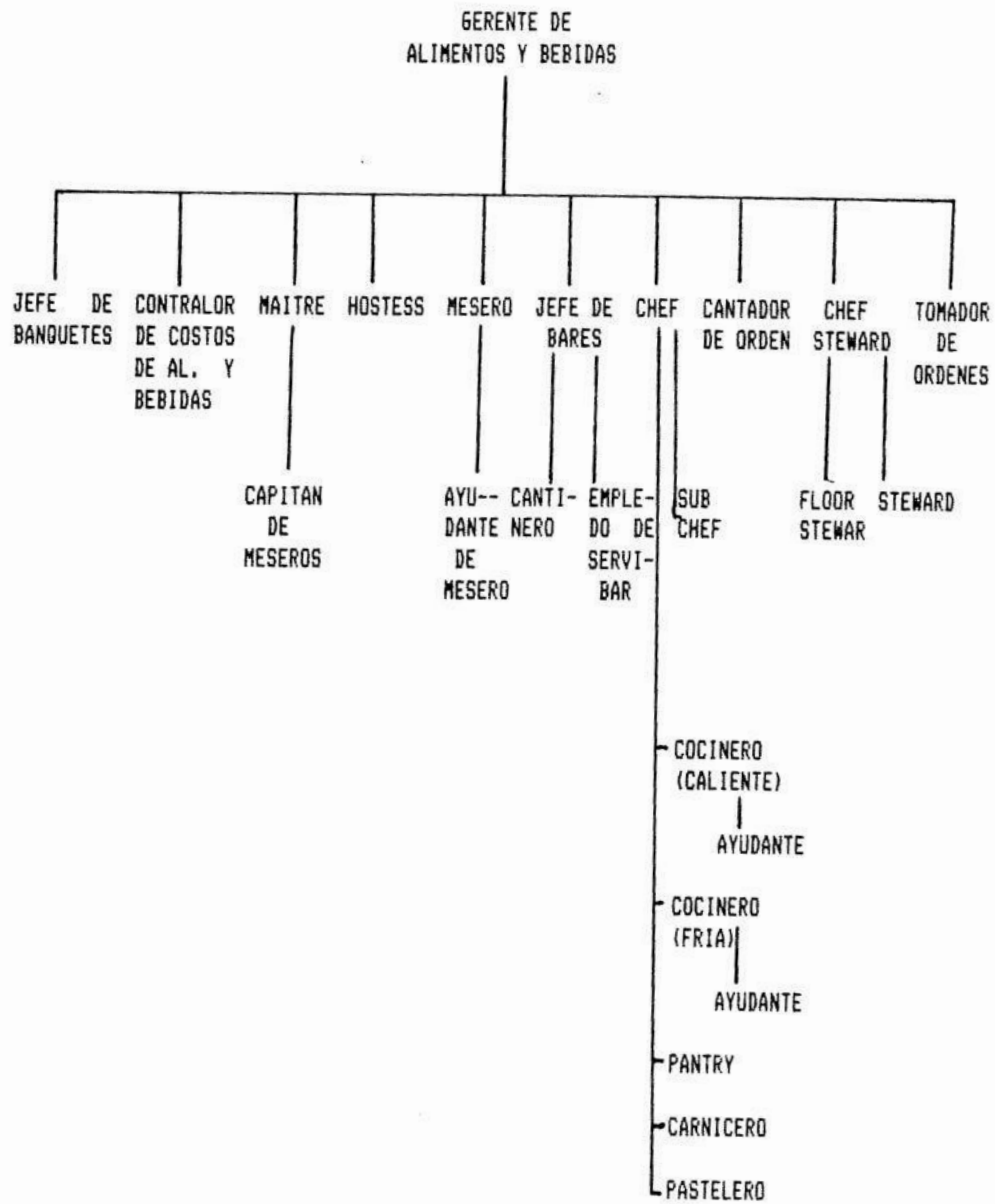 GERENTE DE
ALIMENTOS Y BEBIDAS
JEFE DE
BANQUETES
CONTRALOR
DE COSTOS
DE AL. Y
BEBIDAS
MAITRE
HOSTESS
MESERO
JEFE DE
BARES
CHEF
CANTADOR
DE ORDEN
CHEF
STEWARD
TOMADOR
DE
ORDENES
CAPITAN
DE
MESEROS
AYU--
DANTE
DE
MESERO
CANTI-
NERO
EMPLE-
DO DE
SERVI-
BAR
SUB
CHEF
FLOOR
STEWAR
STEWARD
COCINERO
(CALIENTE)
AYUDANTE
COCINERO
(FRIA)
AYUDANTE
PANTRY
CARNICERO
PASTELERO